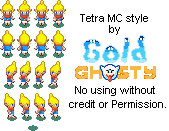 Tetra MC style
by
Gold
GHOSTY
No using without
credit or Permission.